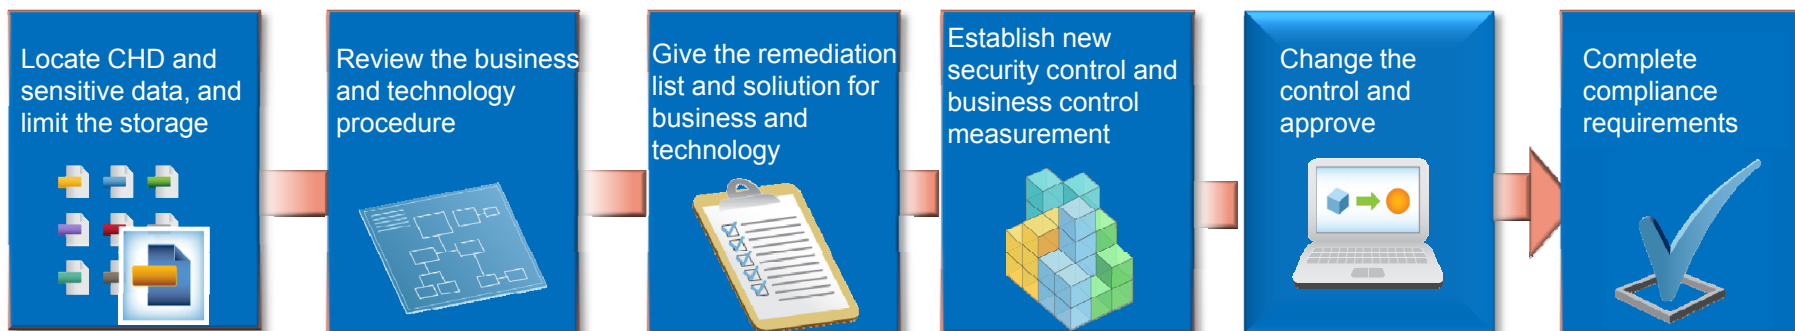 Locate CHD and
sensitive data, and
limit the storage
Review the business
and technology
procedure
Give the remediation
list and soliution for
business and
technology
Establish new
security control and
business control
measurement
Change the
control and
approve
Complete
compliance
requirements